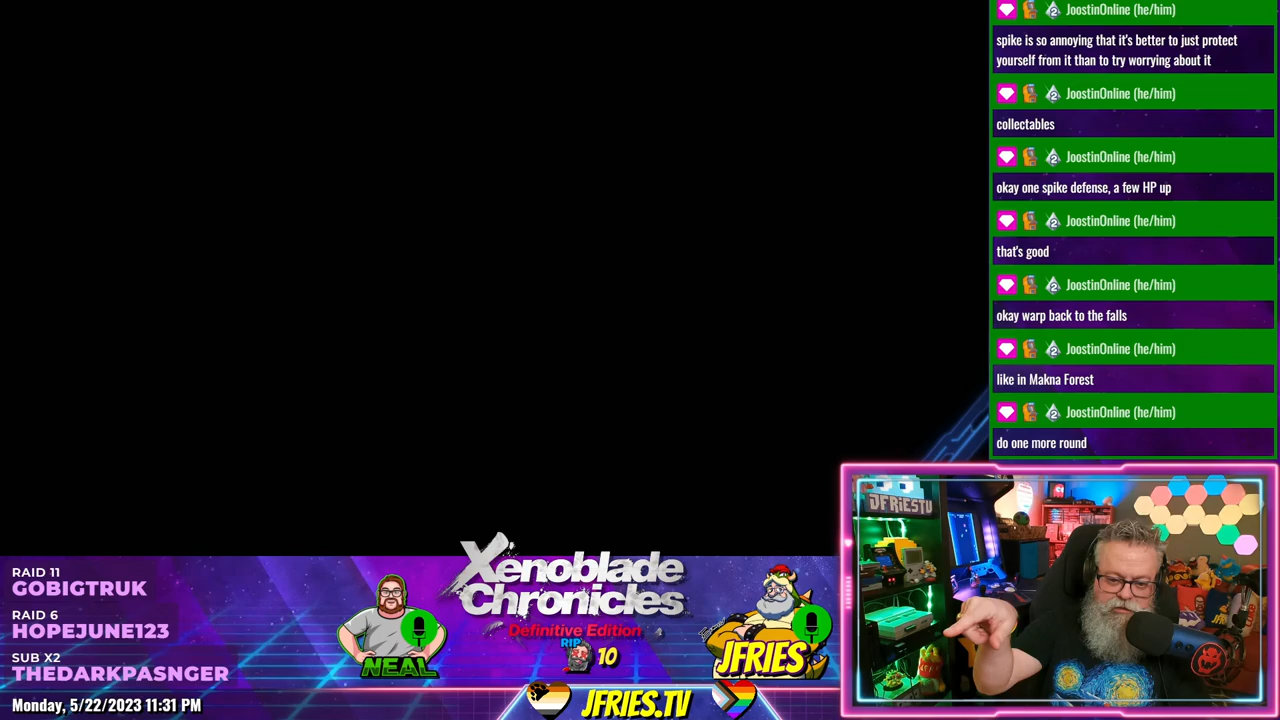 JoostinOnline (he/him)
spike is so annoying that it's better to just protect
yourself from it than to try worrying about it
JoostinOnline (he/him)
collectables
JoostinOnline (he/him)
okay one spike defense, a few HP up
JoostinOnline (he/him)
that's good
JoostinOnline (he/him)
okay warp back to the falls
JoostinOnline (he/him)
like in Makna Forest
JoostinOnline (he/him)
do one more round
JFRIESTV
RAID 11
GOBIGTRUK
RAID 6
HOPEJUNE123
SUB X2
THEDARKPASNGER
Monday, 5/22/2023 11:31 PM
NEAL
Xenoblade
Chronicles
Definitive Edition
RIP
10
JFRIES
JFRIES.TV